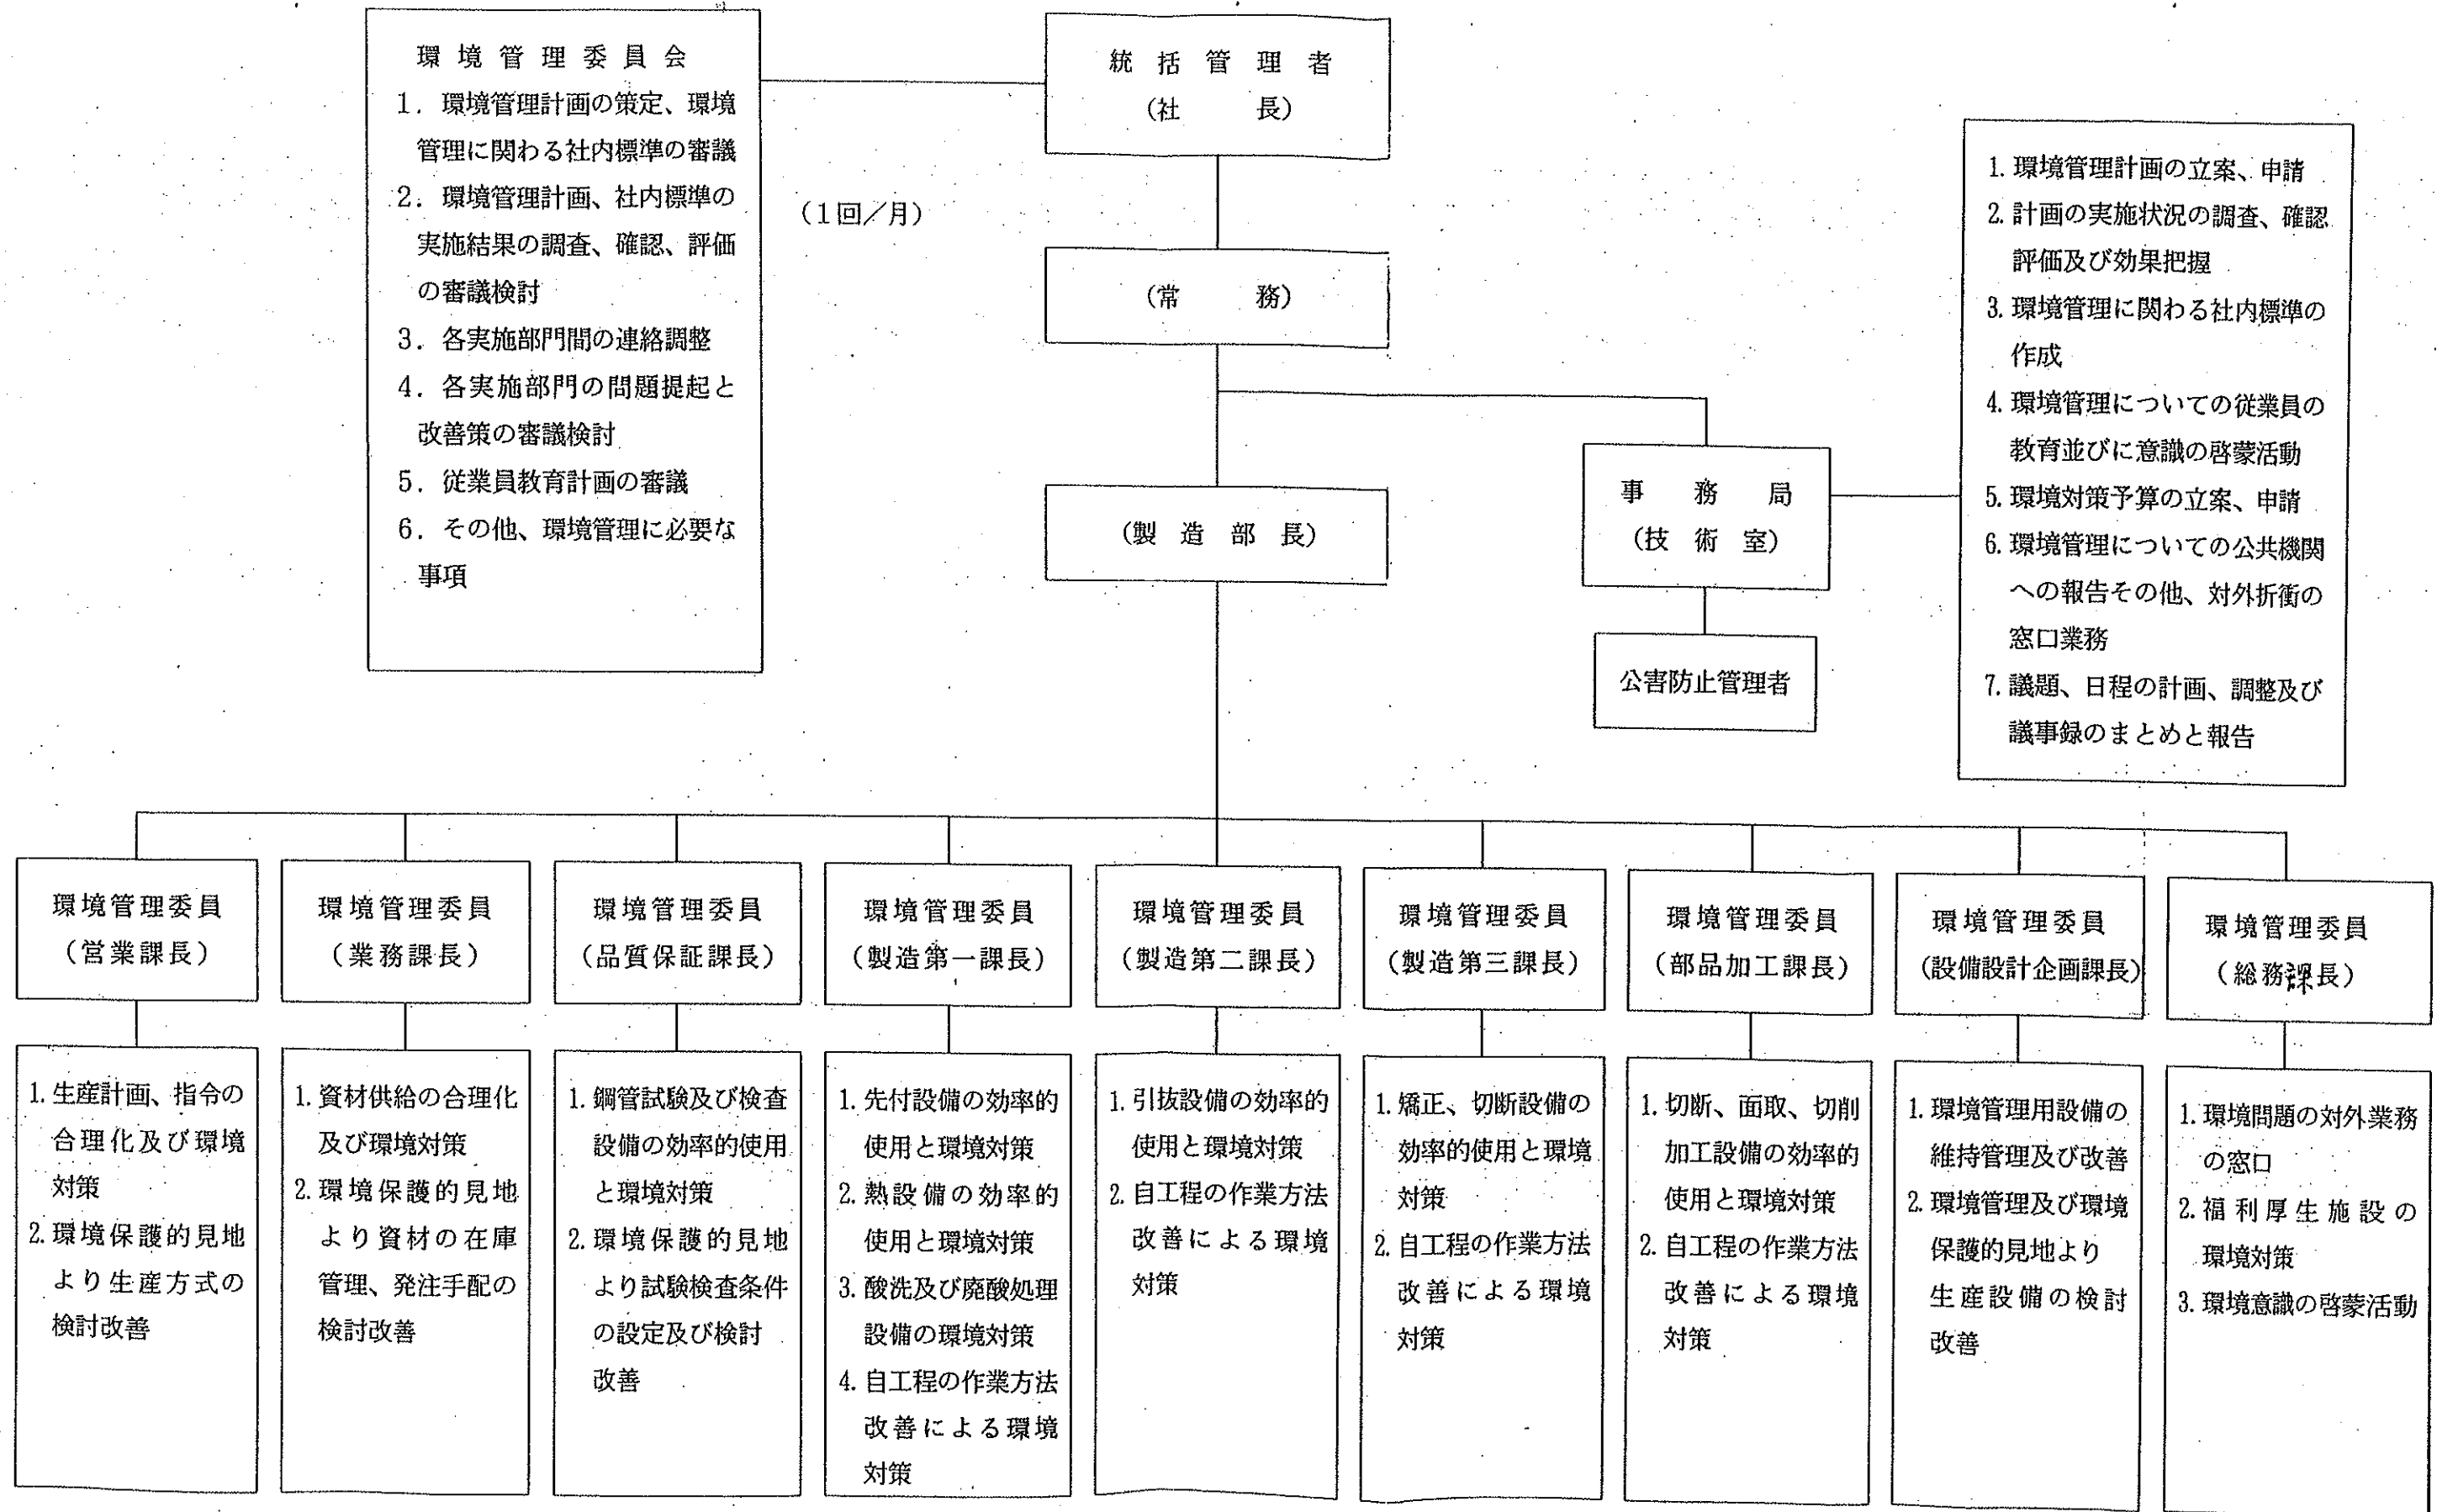 環境管理委員会
1. 環境管理計画の策定、環境
管理に関わる社内標準の審議
2. 環境管理計画、社内標準の
実施結果の調査、確認、評価
の審議検討
3. 各実施部門間の連絡調整
4. 各実施部門の問題提起と
改善策の審議検討
5. 従業員教育計画の審議
6. その他、環境管理に必要な
事項
(1回/月)
統括管理者
(社長)
(常務)
(製造部長)
事務局
(技術室)
公害防止管理者
1. 環境管理計画の立案、申請
2. 計画の実施状況の調査、確認
評価及び効果把握
3. 環境管理に関わる社内標準の
作成
4. 環境管理についての従業員の
教育並びに意識の啓蒙活動
5. 環境対策予算の立案、申請
6. 環境管理についての公共機関
への報告その他、対外折衝の
窓口業務
7. 議題、日程の計画、調整及び
議事録のまとめと報告
環境管理委員
(営業課長)
環境管理委員
(業務課長)
環境管理委員
(品質保証課長)
環境管理委員
(製造第一課長)
環境管理委員
(製造第二課長)
環境管理委員
(製造第三課長)
環境管理委員
(部品加工課長)
環境管理委員
(設備設計企画課長)
環境管理委員
(総務課長)
1. 生産計画、指令の
合理化及び環境
対策
2. 環境保護的見地
より生産方式の
検討改善
1. 資材供給の合理化
及び環境対策
2. 環境保護的見地
より資材の在庫
管理、発注手配の
検討改善
1. 鋼管試験及び検査
設備の効率的使用
と環境対策
2. 環境保護的見地
より試験検査条件
の設定及び検討
改善
1. 先付設備の効率的
使用と環境対策
2. 熱設備の効率的
使用と環境対策
3. 酸洗及び廃酸処理
設備の環境対策
4. 自工程の作業方法
改善による環境
対策
1. 引抜設備の効率的
使用と環境対策
2. 自工程の作業方法
改善による環境
対策
1. 矯正、切断設備の
効率的使用と環境
対策
2. 自工程の作業方法
改善による環境
対策
1. 切断、面取、切削
加工設備の効率的
使用と環境対策
2. 自工程の作業方法
改善による環境
対策
1. 環境管理用設備の
維持管理及び改善
2. 環境管理及び環境
保護的見地より
生産設備の検討
改善
1. 環境問題の対外業務
の窓口
2. 福利厚生施設の
環境対策
3. 環境意識の啓蒙活動